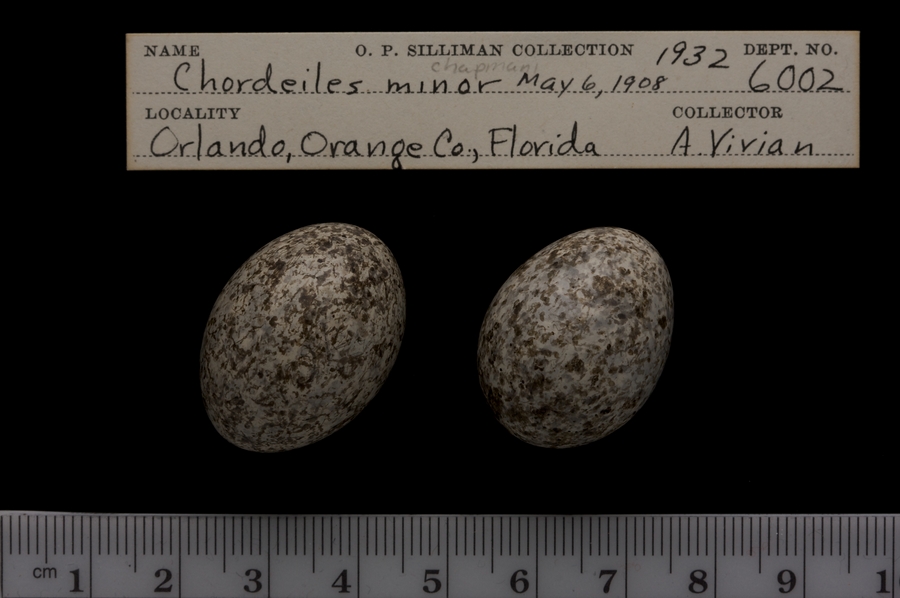 NAME O. P. SILLIMAN COLLECTION 1932 DEPT. NO.
chapmani
Chordeiles minor May 6, 1908 6002
LOCALITY COLLECTOR
Orlando, Orange Co., Florida A. Vivian
cm 1 2 3 4 5 6 7 8 9 1